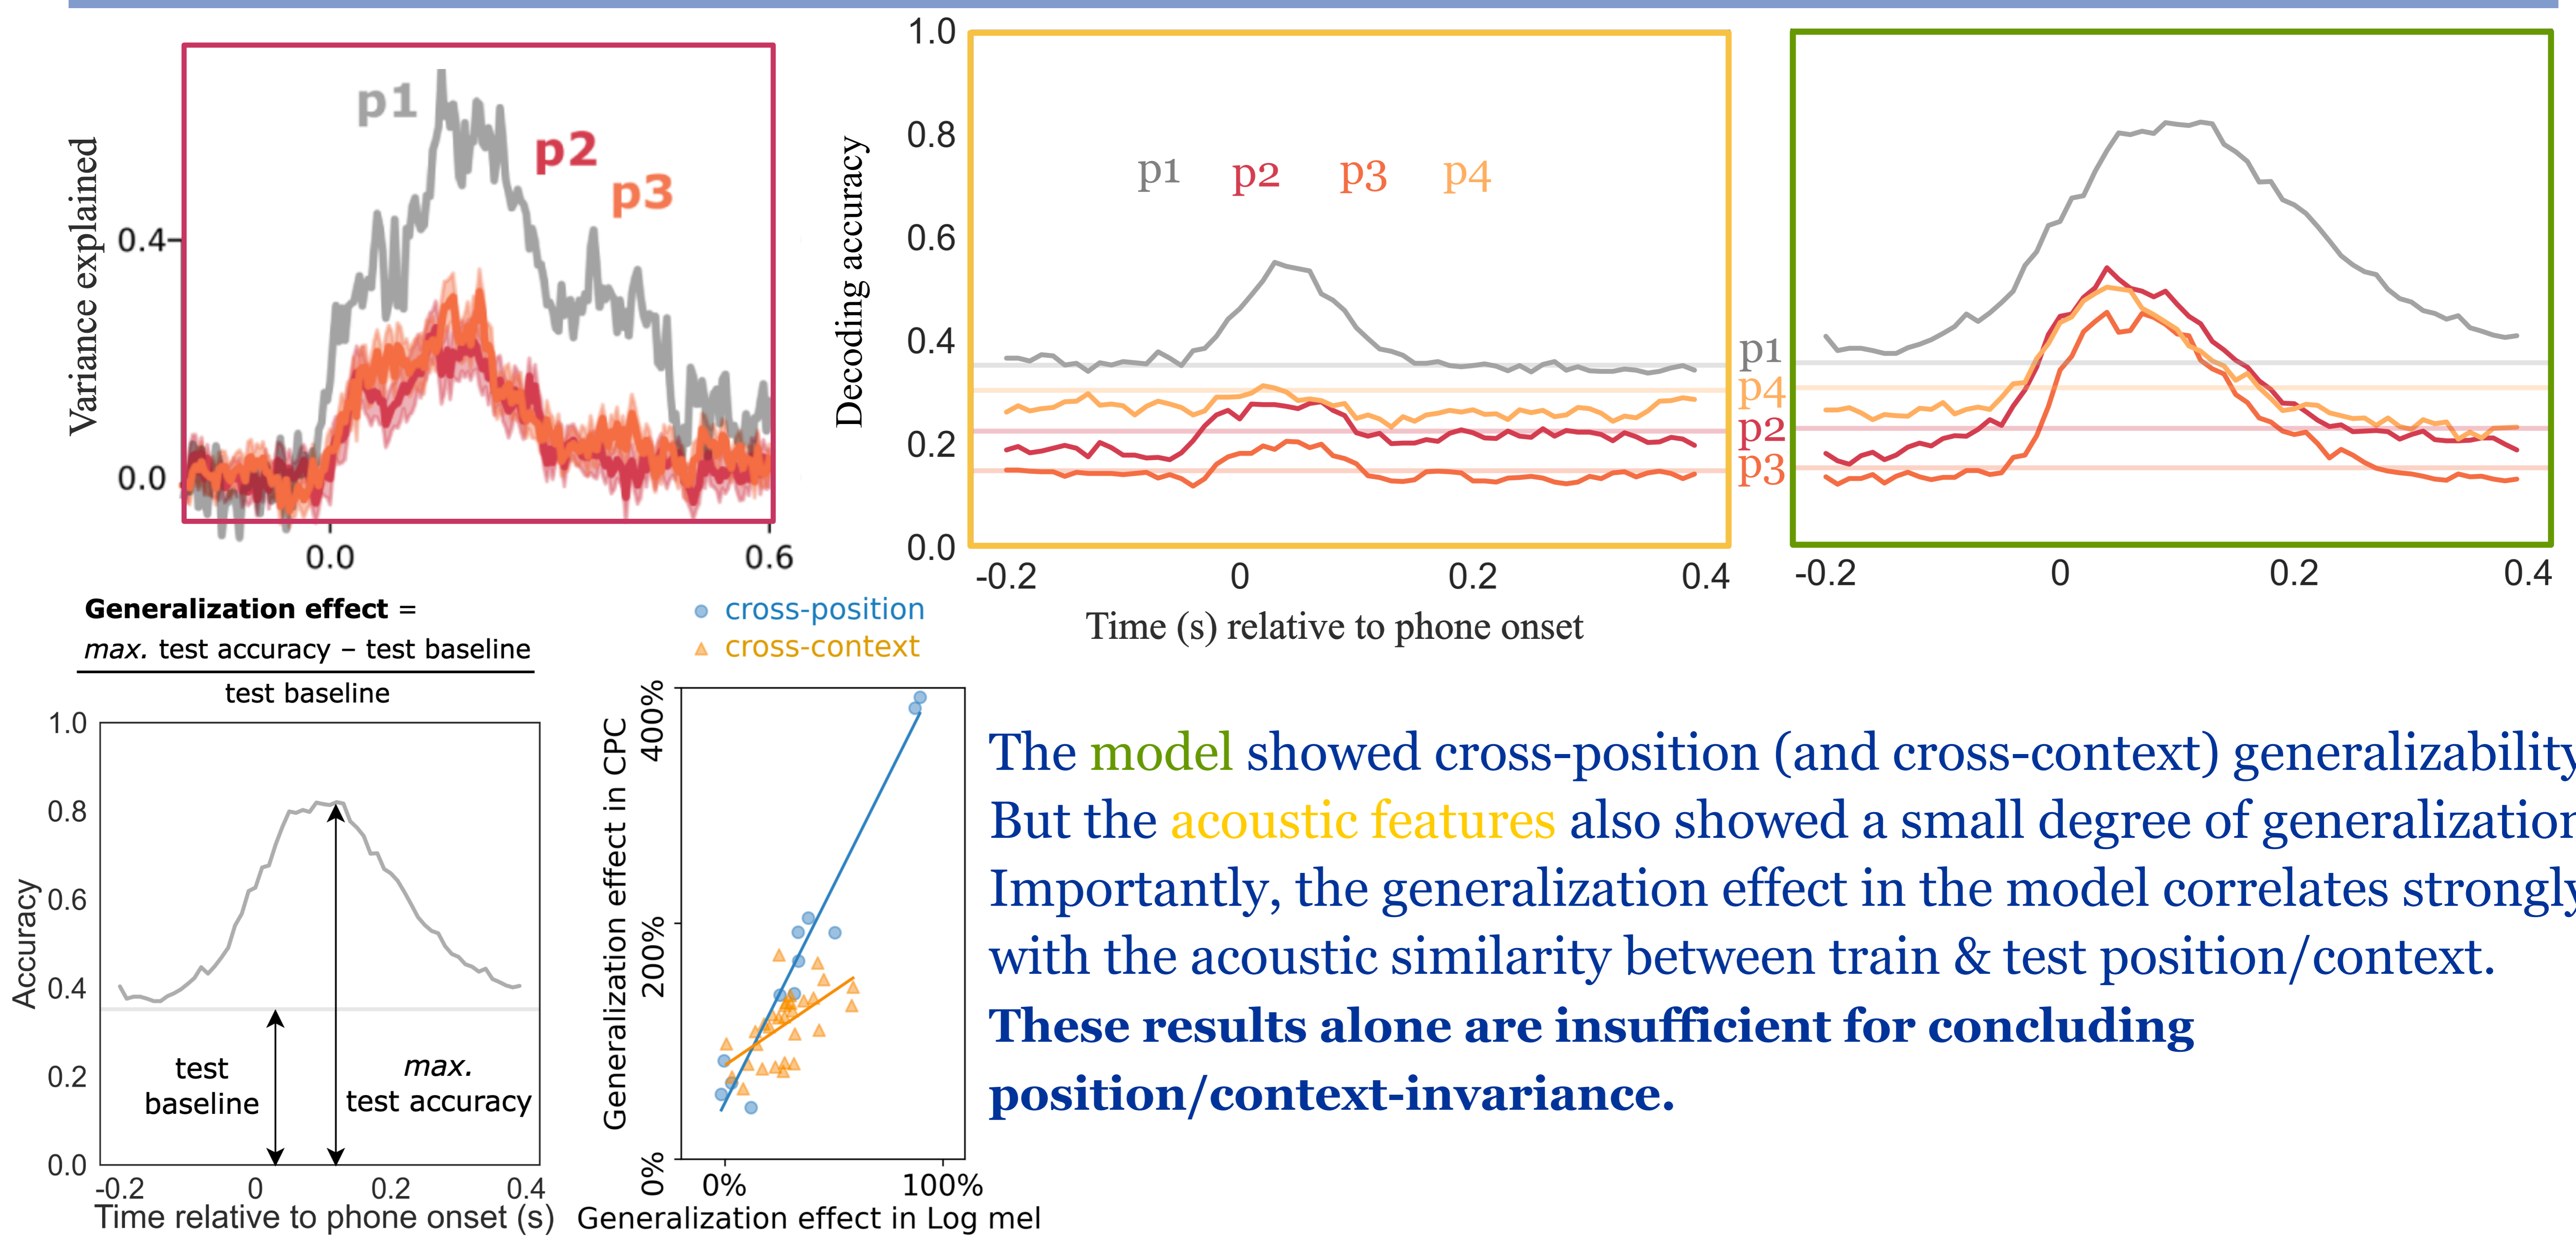 p1
p2
p3
Variance explained
0.4
0.0
0.0
0.6
1.0
0.8
0.6
0.4
0.2
0.0
Decoding accuracy
p1 p2 p3 p4
-0.2 0 0.2 0.4
p1
p4
p2
p3
-0.2 0 0.2 0.4
Time (s) relative to phone onset
Generalization effect =
max. test accuracy – test baseline
test baseline
1.0
0.8
0.6
0.4
0.2
0.0
Accuracy
test
baseline
max.
test accuracy
-0.2 0 0.2 0.4
Time relative to phone onset (s)
cross-position
cross-context
Generalization effect in CPC
400%
200%
0%
0% 100%
Generalization effect in Log mel
The model showed cross-position (and cross-context) generalizability
But the acoustic features also showed a small degree of generalization
Importantly, the generalization effect in the model correlates strongly
with the acoustic similarity between train & test position/context.
These results alone are insufficient for concluding
position/context-invariance.